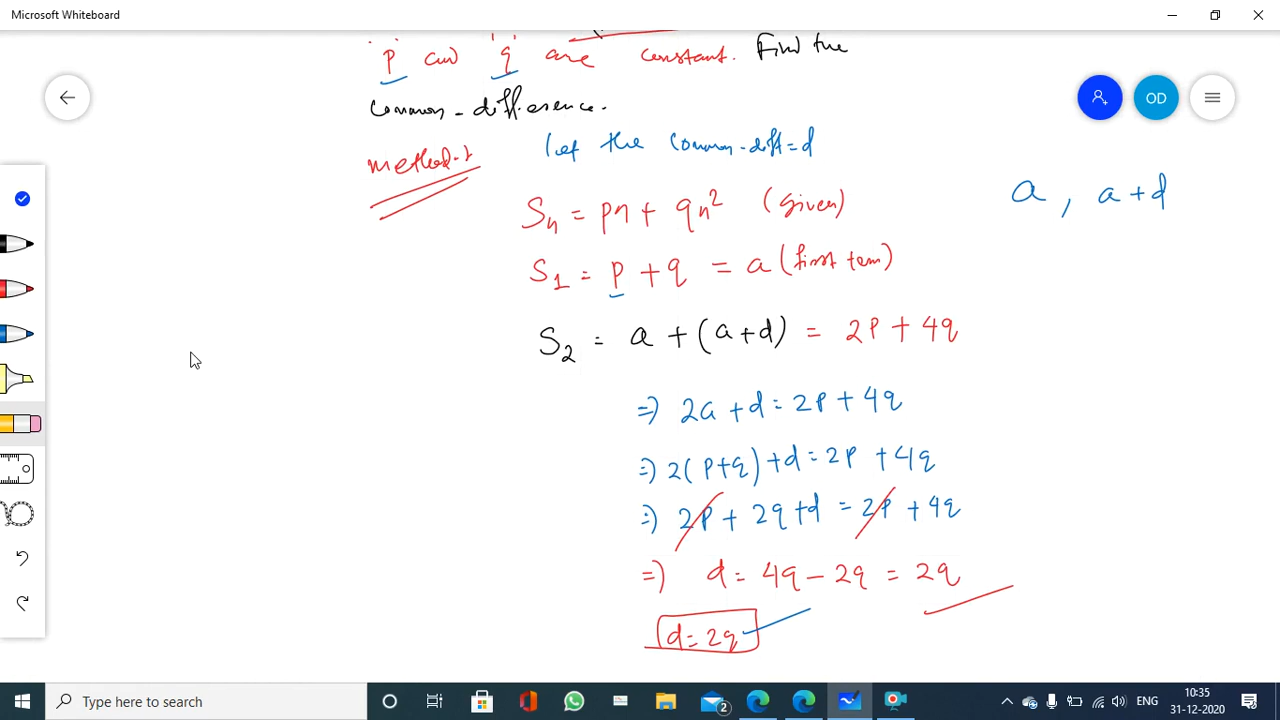 Microsoft Whiteboard
'p' and 'q' are constant. Find the
Common-difference.
OD
method-1
let the common-diff=d
Sn = pn + qn² (given)
a, a+d
S1 = p + q = a (first term)
S2 = a + (a+d) = 2p + 4q
=) 2a + d = 2p + 4q
=) 2(p+q) + d = 2p + 4q
=) 2p + 2q + d = 2p + 4q
=) d = 4q − 2q = 2q
d = 2q
Type here to search
2
ENG
10:35
31-12-2020